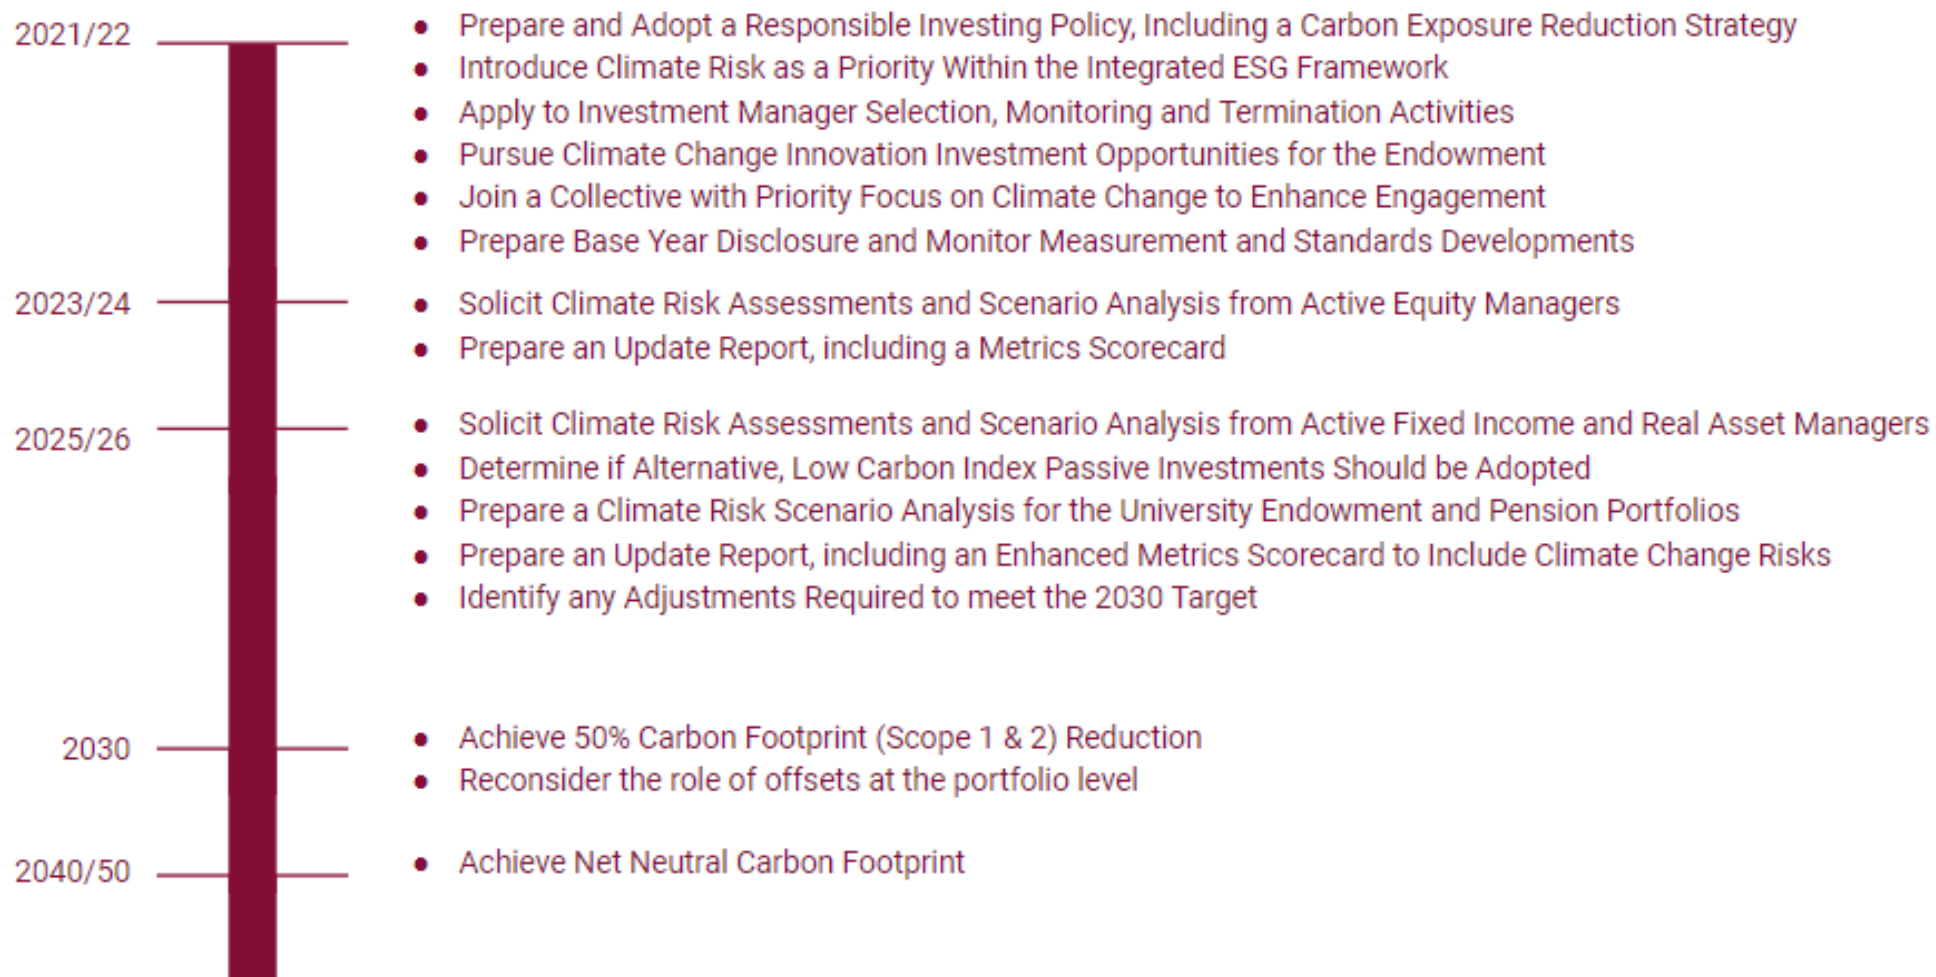 2021/22
• Prepare and Adopt a Responsible Investing Policy, Including a Carbon Exposure Reduction Strategy
• Introduce Climate Risk as a Priority Within the Integrated ESG Framework
• Apply to Investment Manager Selection, Monitoring and Termination Activities
• Pursue Climate Change Innovation Investment Opportunities for the Endowment
• Join a Collective with Priority Focus on Climate Change to Enhance Engagement
• Prepare Base Year Disclosure and Monitor Measurement and Standards Developments
2023/24
• Solicit Climate Risk Assessments and Scenario Analysis from Active Equity Managers
• Prepare an Update Report, including a Metrics Scorecard
2025/26
• Solicit Climate Risk Assessments and Scenario Analysis from Active Fixed Income and Real Asset Managers
• Determine if Alternative, Low Carbon Index Passive Investments Should be Adopted
• Prepare a Climate Risk Scenario Analysis for the University Endowment and Pension Portfolios
• Prepare an Update Report, including an Enhanced Metrics Scorecard to Include Climate Change Risks
• Identify any Adjustments Required to meet the 2030 Target
2030
• Achieve 50% Carbon Footprint (Scope 1 & 2) Reduction
• Reconsider the role of offsets at the portfolio level
2040/50
• Achieve Net Neutral Carbon Footprint